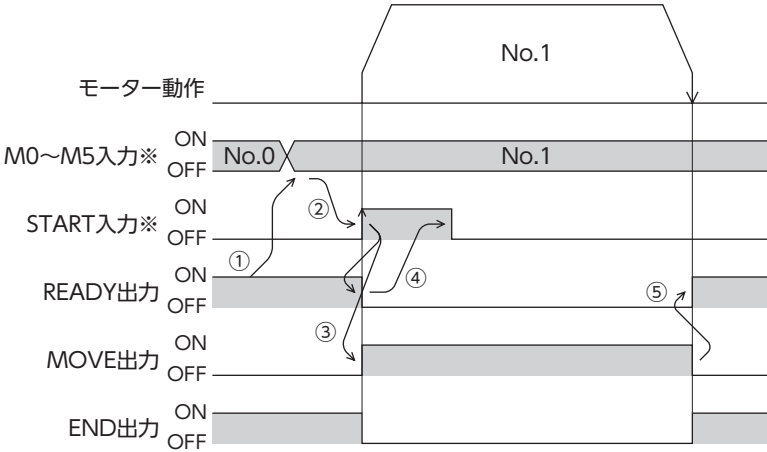 No.1
モーター動作
M0～M5入力※ ON OFF No.0 No.1
START入力※ ON OFF ②
① ④
READY出力 ON OFF ⑤
③
MOVE出力 ON OFF
END出力 ON OFF